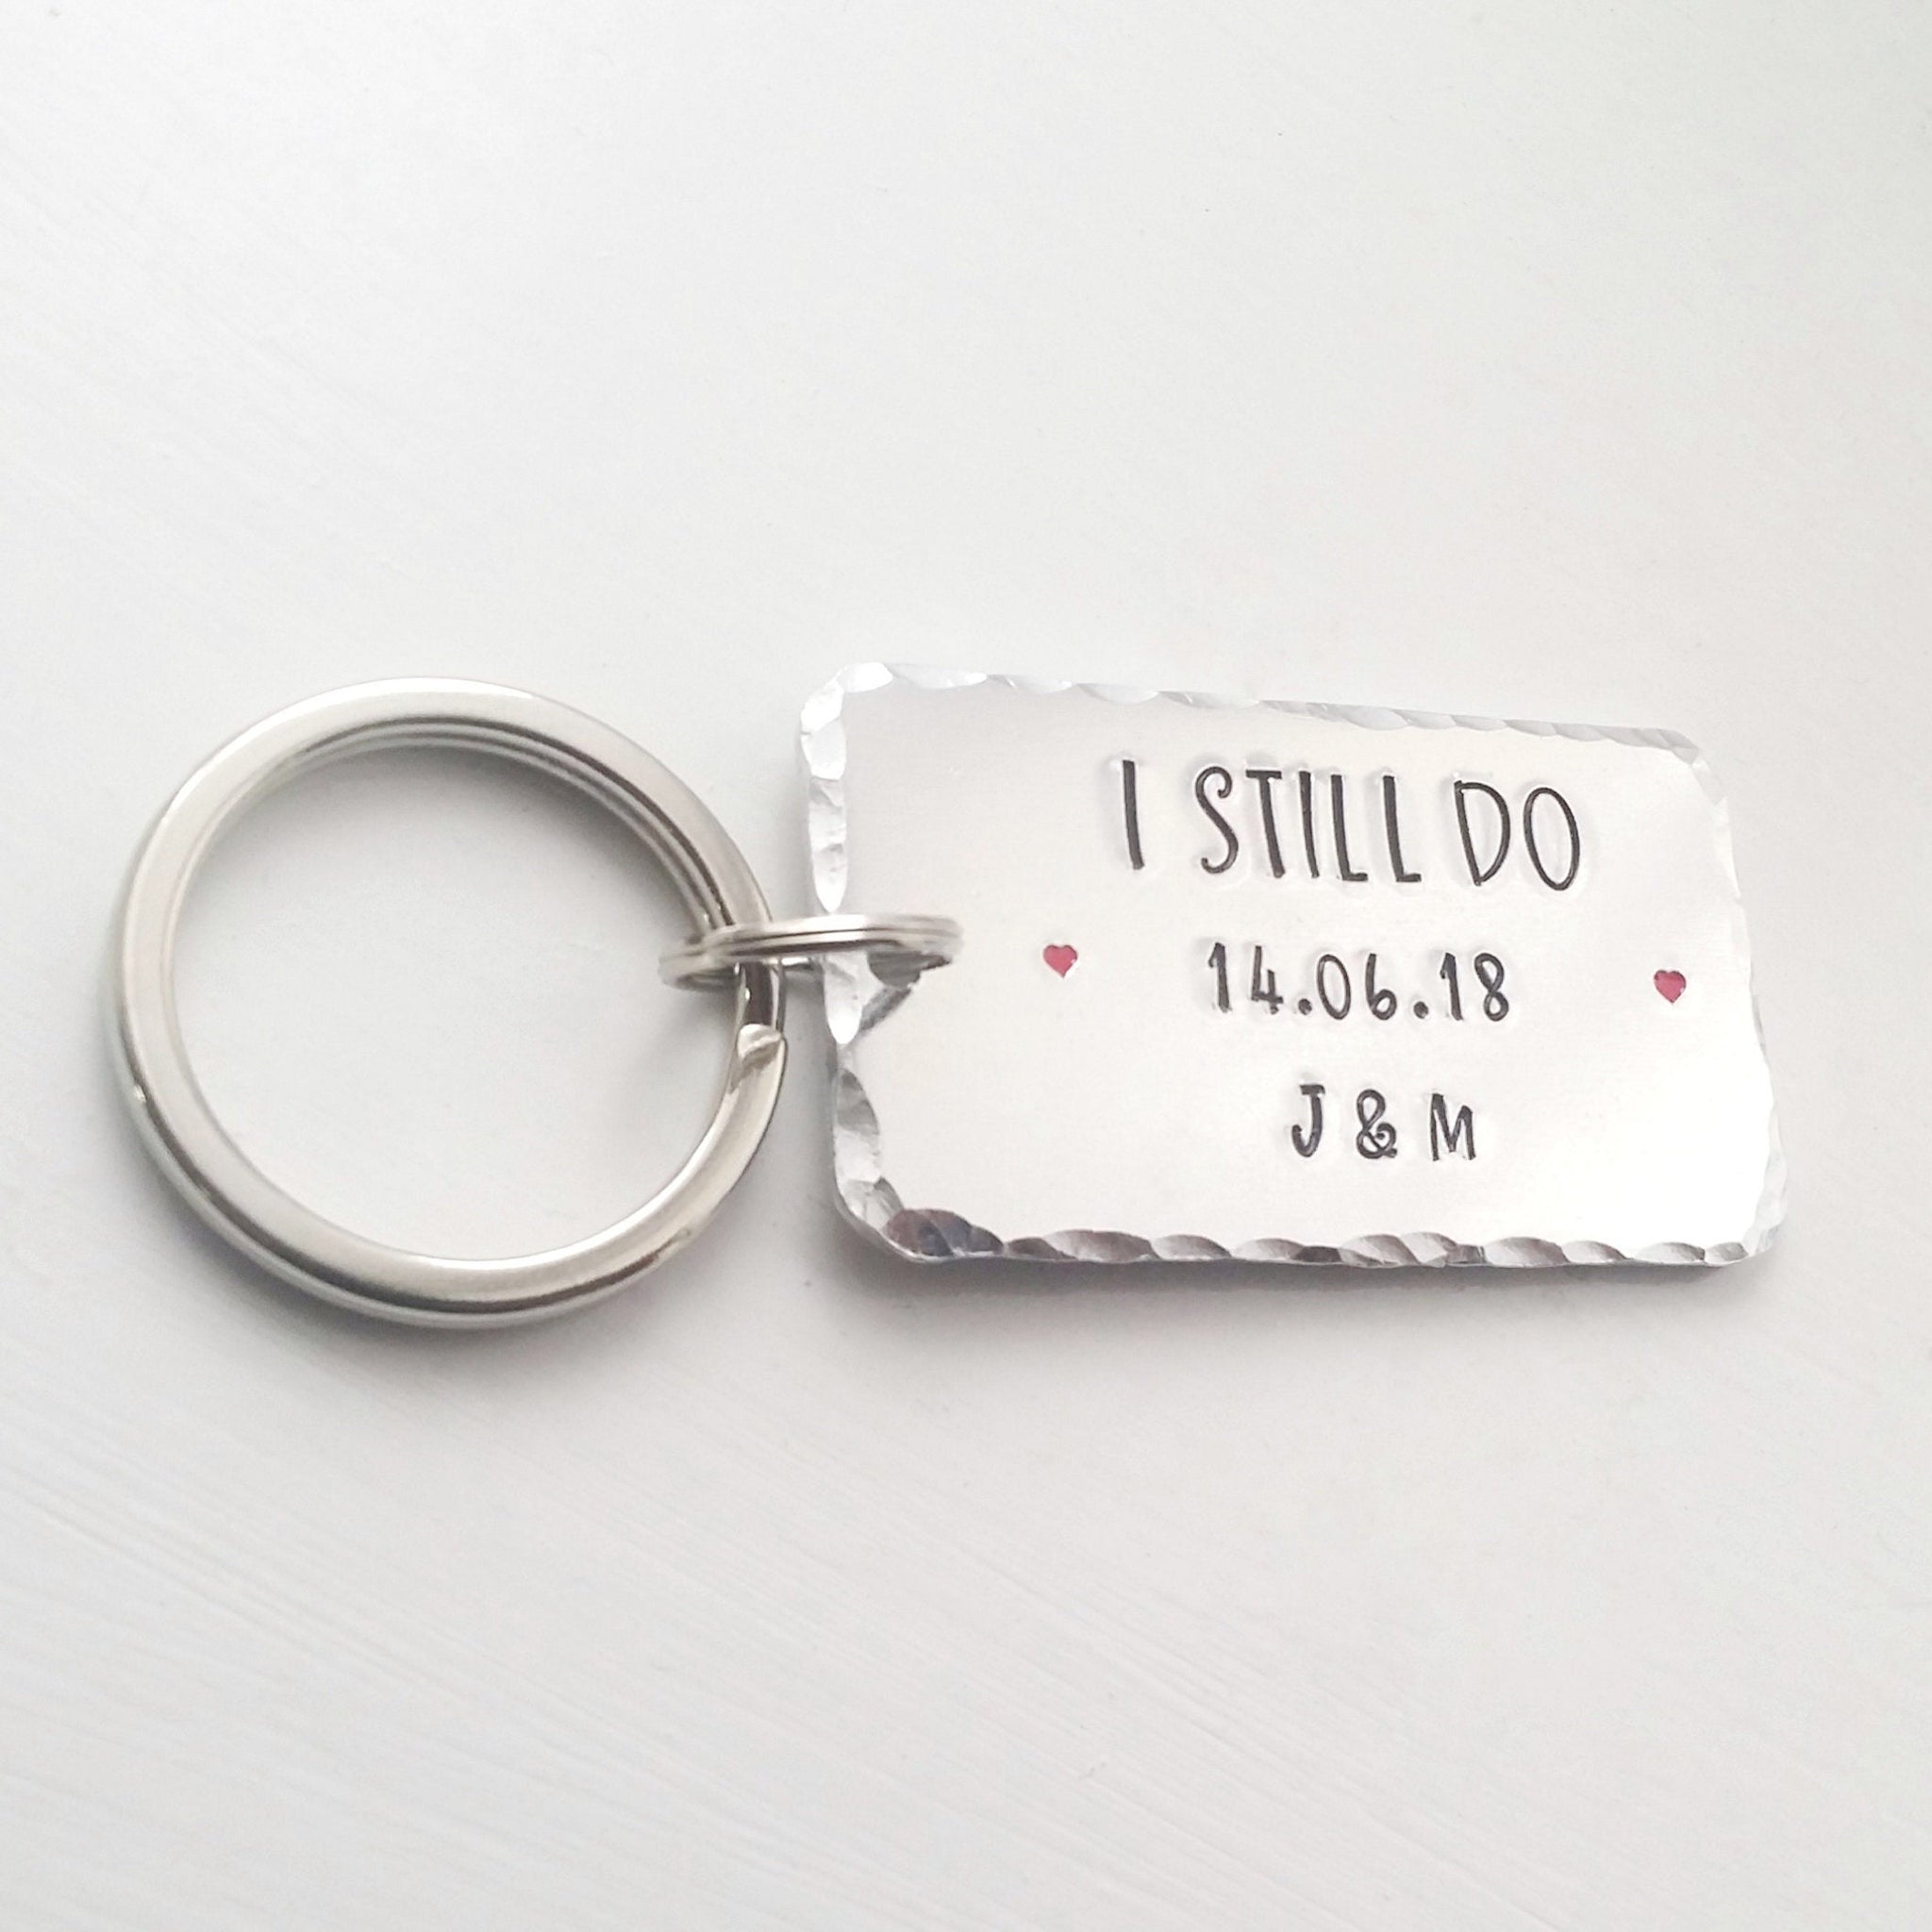 I STILL DO
14.06.18
J & M